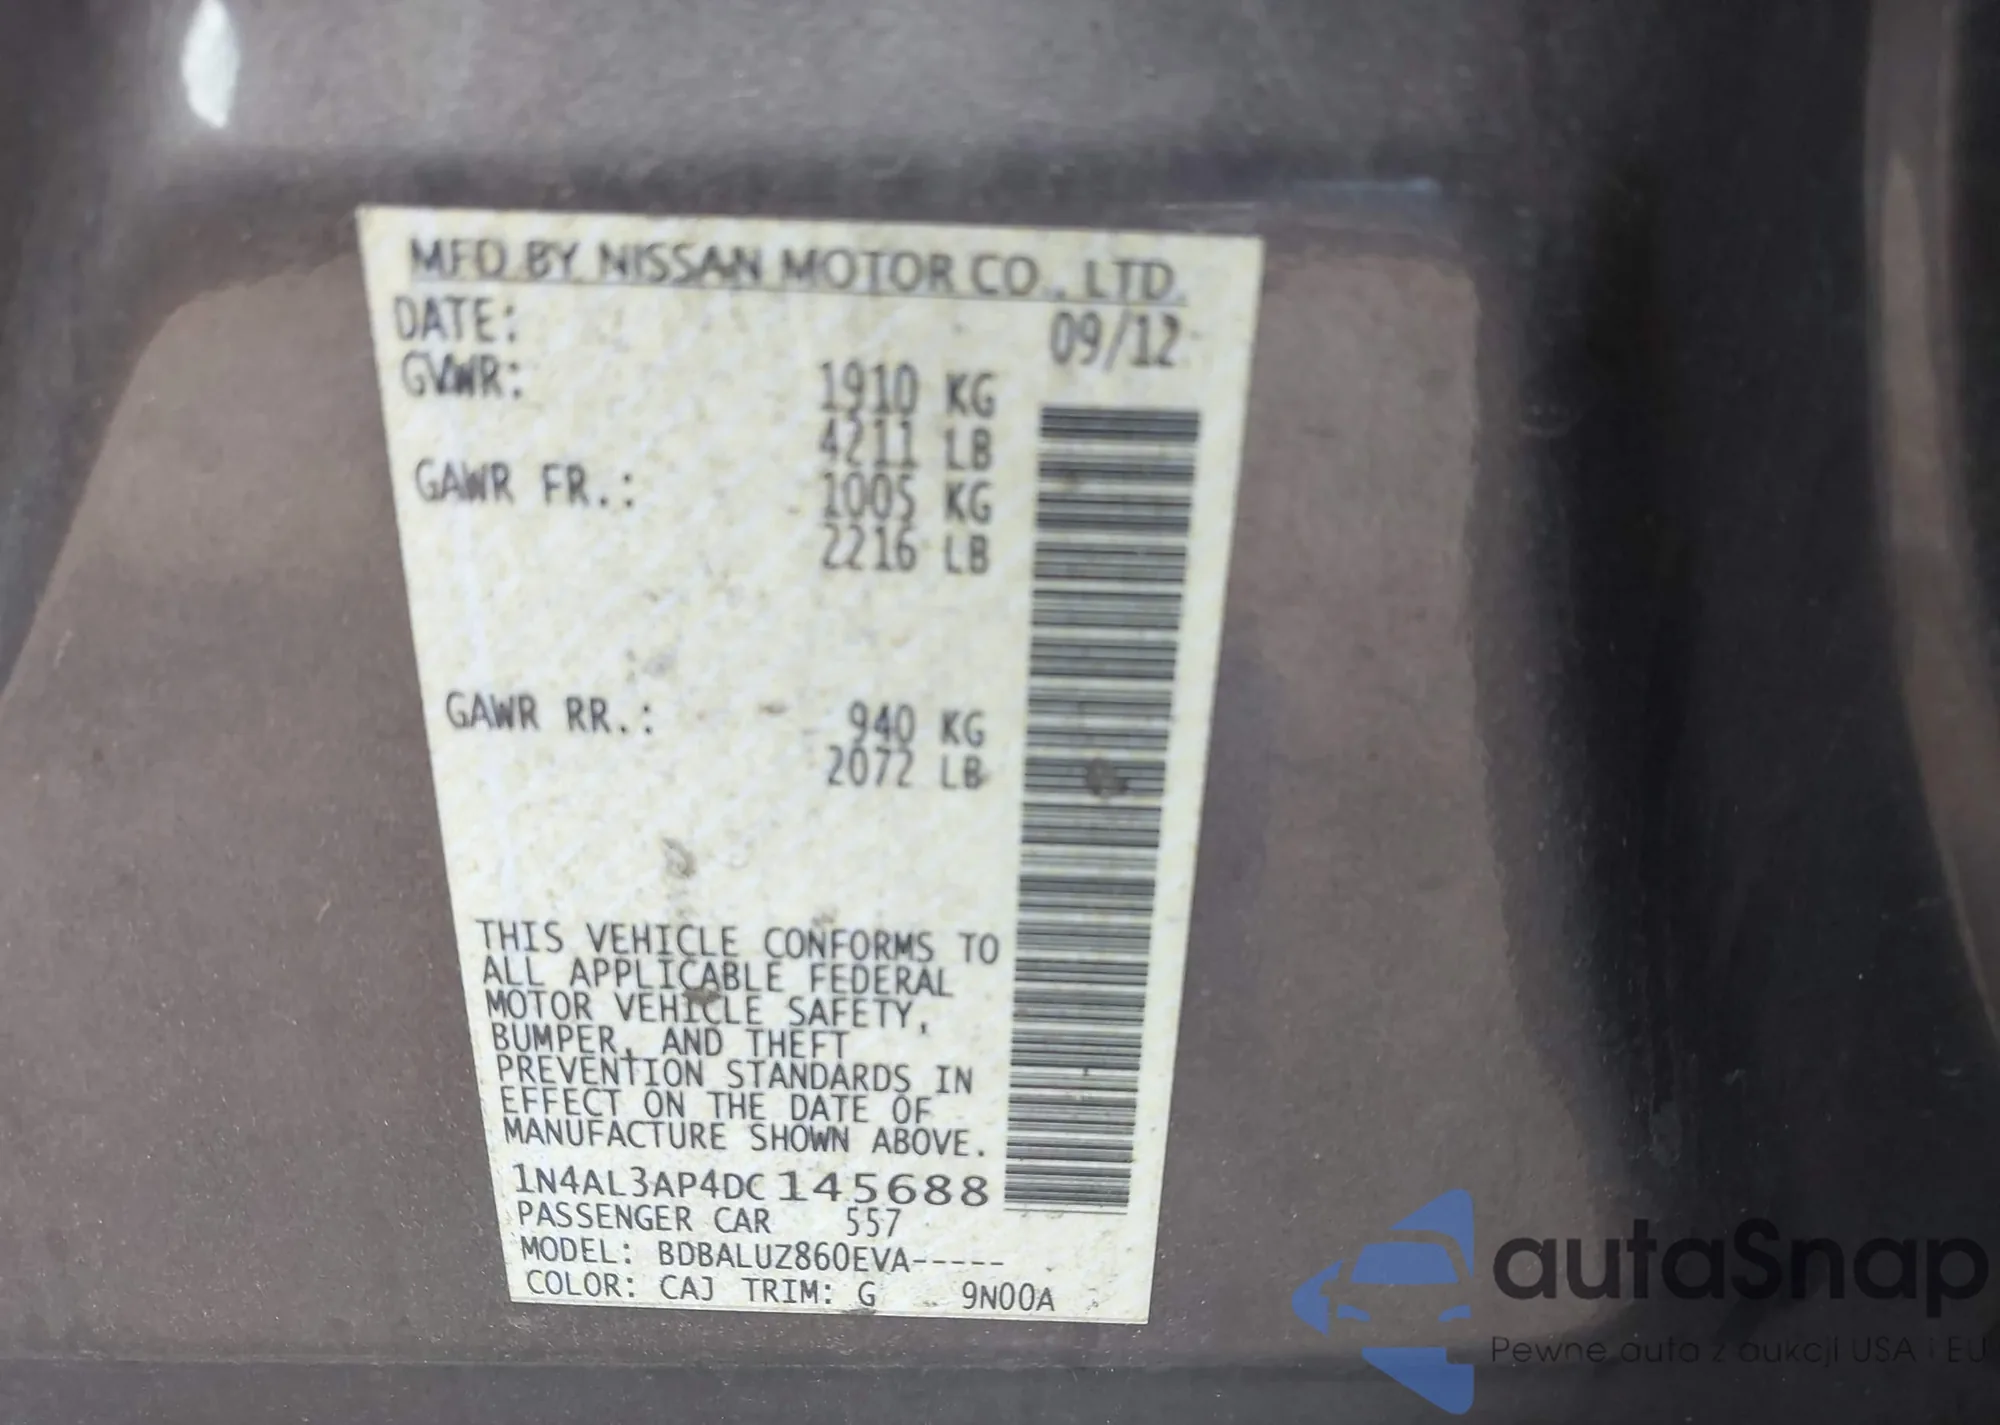 MFD BY NISSAN MOTOR CO., LTD.
DATE: 09/12
GVWR: 1910 KG
4211 LB
GAWR FR.: 1005 KG
2216 LB
GAWR RR.: 940 KG
2072 LB
THIS VEHICLE CONFORMS TO
ALL APPLICABLE FEDERAL
MOTOR VEHICLE SAFETY,
BUMPER, AND THEFT
PREVENTION STANDARDS IN
EFFECT ON THE DATE OF
MANUFACTURE SHOWN ABOVE.
1N4AL3AP4DC145688
PASSENGER CAR 557
MODEL: BDBALUZ860EVA-----
COLOR: CAJ TRIM: G 9N00A
autaSnap
Pewne auta z aukcji USA i EU